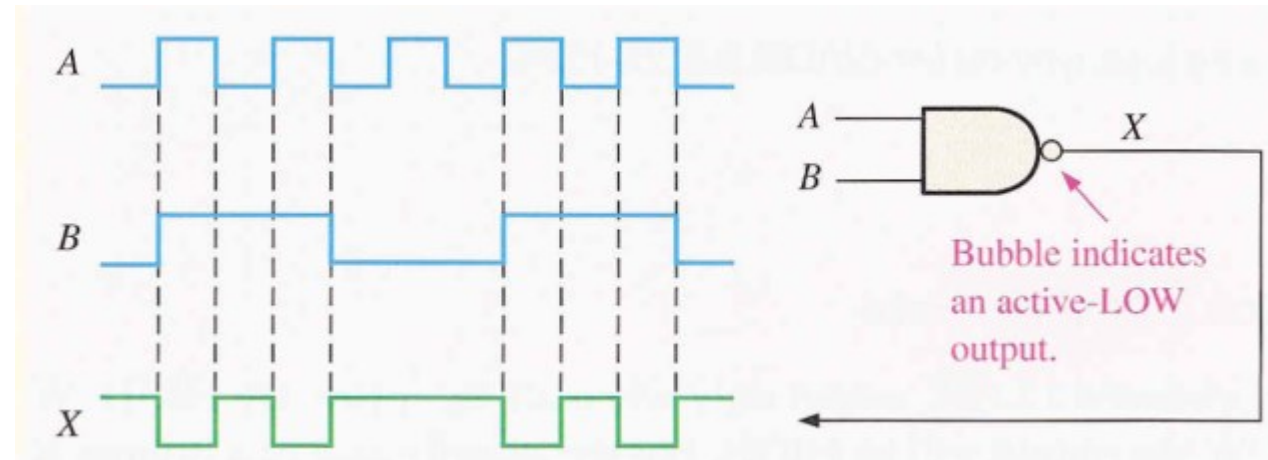 A
B
X
A
B
X
Bubble indicates
an active-LOW
output.